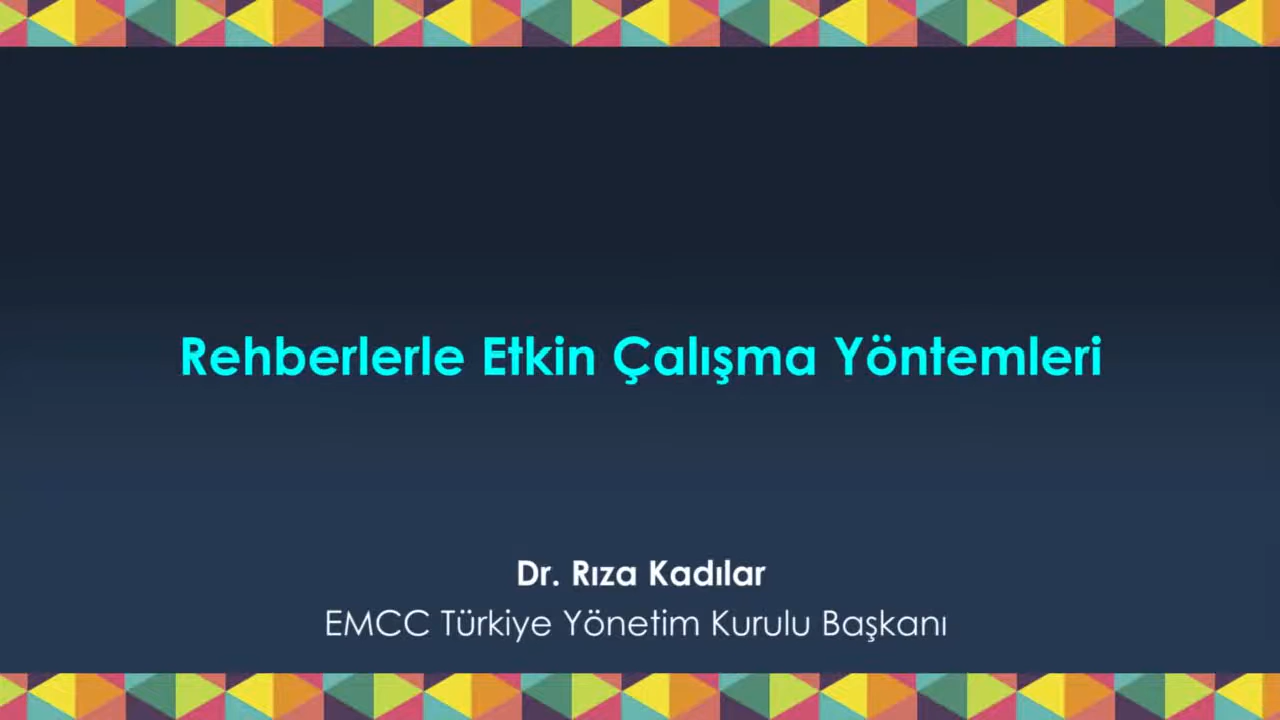 Rehberlerle Etkin Çalışma Yöntemleri
Dr. Rıza Kadılar
EMCC Türkiye Yönetim Kurulu Başkanı